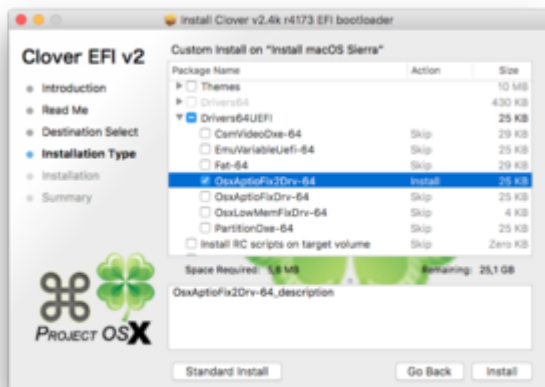 Install Clover v2.4k r4173 EFI bootloader
Clover EFI v2
Introduction
Read Me
Destination Select
Installation Type
Installation
Summary
PROJECT OSX
Custom Install on "Install macOS Sierra"
Package Name Action Size
Themes 10 MB
Drivers64 430 KB
Drivers64UEFI 25 KB
CsmVideoDxe-64 Skip 29 KB
EmuVariableUefi-64 Skip 25 KB
Fat-64 Skip 29 KB
OsxAptioFix2Drv-64 Install 25 KB
OsxAptioFixDrv-64 Skip 25 KB
OsxLowMemFixDrv-64 Skip 4 KB
PartitionDxe-64 Skip 25 KB
Install RC scripts on target volume Skip Zero KB
Space Required: 5,8 MB Remaining: 25,1 GB
OsxAptioFix2Drv-64_description
Standard Install Go Back Install